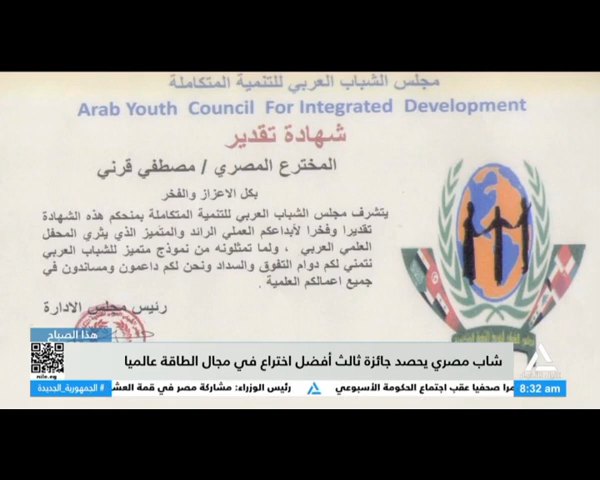 مجلس الشباب العربي للتنمية المتكاملة
Arab Youth Council For Integrated Development
شهادة تقدير
المخترع المصري / مصطفي قرني
بكل الاعزاز والفخر
يتشرف مجلس الشباب العربي للتنمية المتكاملة بمنحكم هذه الشهادة
تقديرا وفخرا لأبداعكم العملي الرائد والمتميز الذي يثري المحفل
العلمي العربي ، ولما تمثلونه من نموذج متميز للشباب العربي
نتمني لكم دوام التفوق والسداد ونحن لكم داعمون ومساندون في
جميع اعمالكم العلمية .
رئيس مجلس الادارة
هذا الصباح
nile.eg
شاب مصري يحصد جائزة ثالث أفضل اختراع في مجال الطاقة عالميا
8:32 am
مرا صحفيا عقب اجتماع الحكومة الأسبوعي
رئيس الوزراء: مشاركة مصر في قمة العش
# الجمهورية_الجديدة